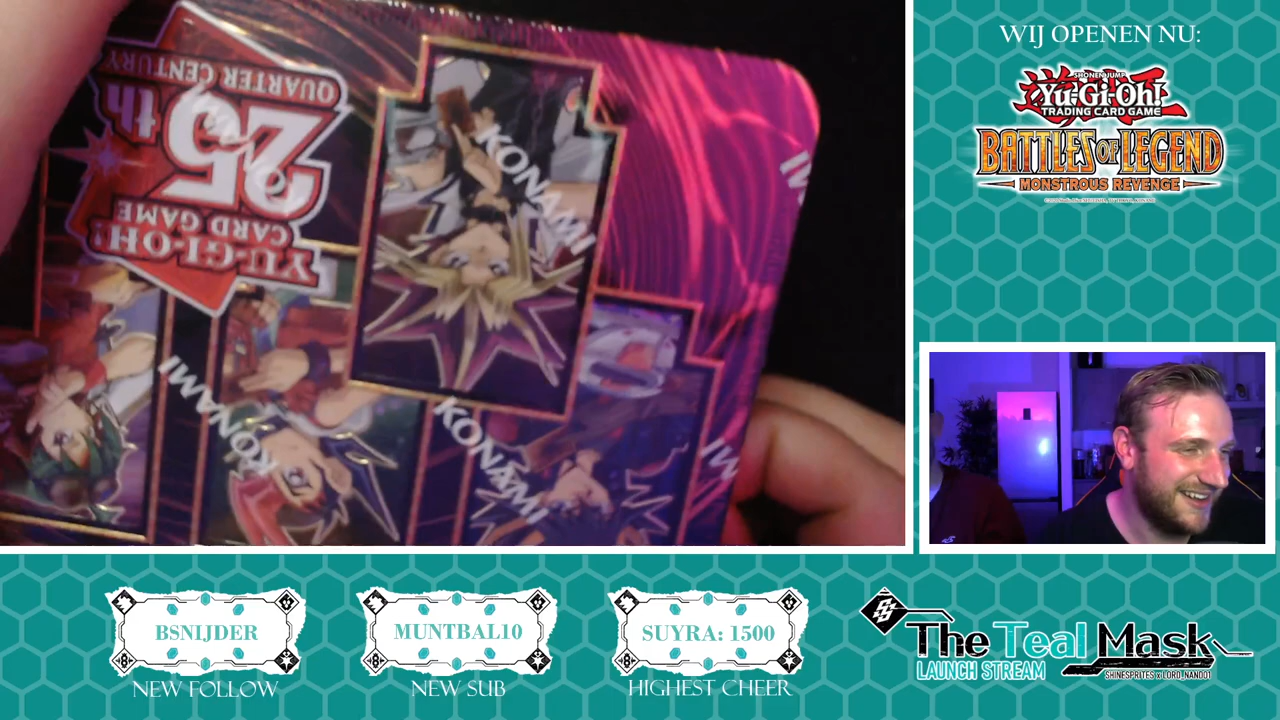 WIJ OPENEN NU:
SHONEN JUMP
Yu-Gi-Oh!
TRADING CARD GAME
BATTLES OF LEGEND
MONSTROUS REVENGE
YU-GI-OH!
CARD GAME
25th
QUARTER CENTURY
KONAMI
KONAMI
KONAMI
KONAMI
BSNIJDER
NEW FOLLOW
MUNTBAL10
NEW SUB
SUYRA: 1500
HIGHEST CHEER
The Teal Mask
LAUNCH STREAM
SHINESPRITES X LORD_NANDO1